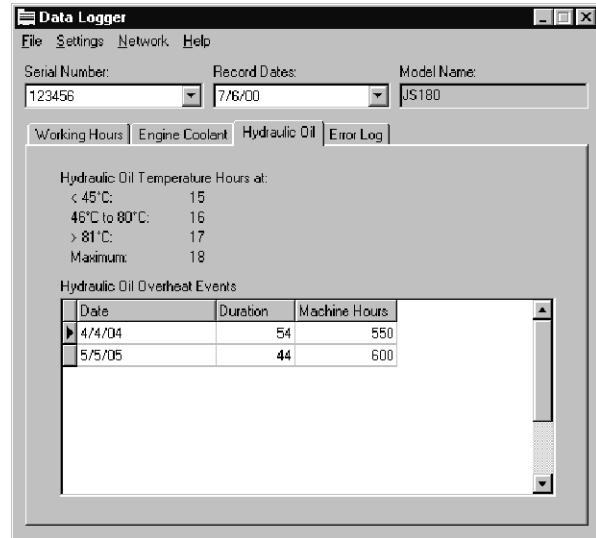 Data Logger
File Settings Network Help
Serial Number: Record Dates: Model Name:
123456 7/6/00 JS180
Working Hours Engine Coolant Hydraulic Oil Error Log
Hydraulic Oil Temperature Hours at:
< 45°C: 15
46°C to 80°C: 16
> 81°C: 17
Maximum: 18
Hydraulic Oil Overheat Events
Date Duration Machine Hours
4/4/04 54 550
5/5/05 44 600